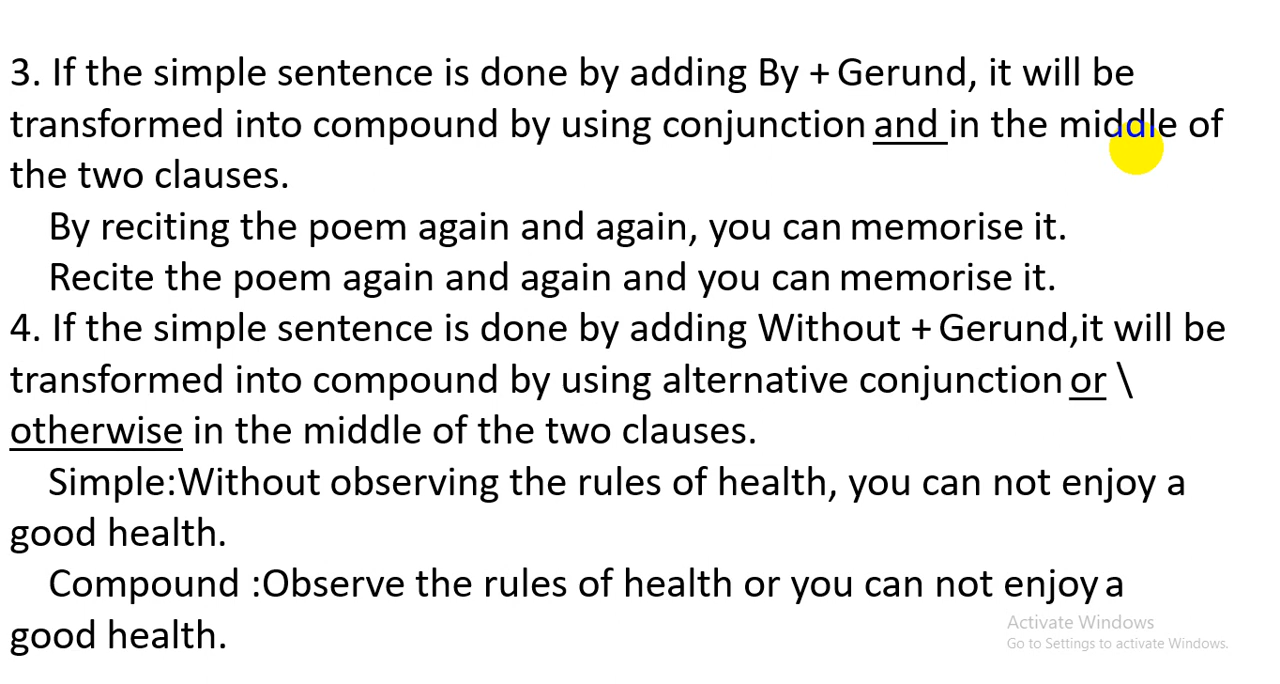 3. If the simple sentence is done by adding By + Gerund, it will be
transformed into compound by using conjunction and in the middle of
the two clauses.
By reciting the poem again and again, you can memorise it.
Recite the poem again and again and you can memorise it.
4. If the simple sentence is done by adding Without + Gerund,it will be
transformed into compound by using alternative conjunction or \
otherwise in the middle of the two clauses.
Simple:Without observing the rules of health, you can not enjoy a
good health.
Compound :Observe the rules of health or you can not enjoy a
good health.
Activate Windows
Go to Settings to activate Windows.